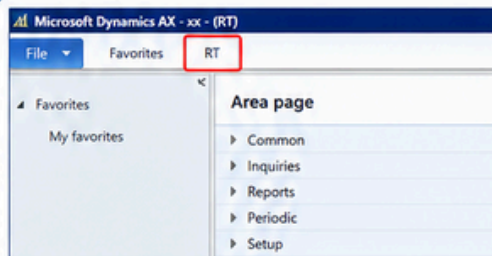 Microsoft Dynamics AX - xx - (RT)
File Favorites RT
Favorites
My favorites
Area page
Common
Inquiries
Reports
Periodic
Setup